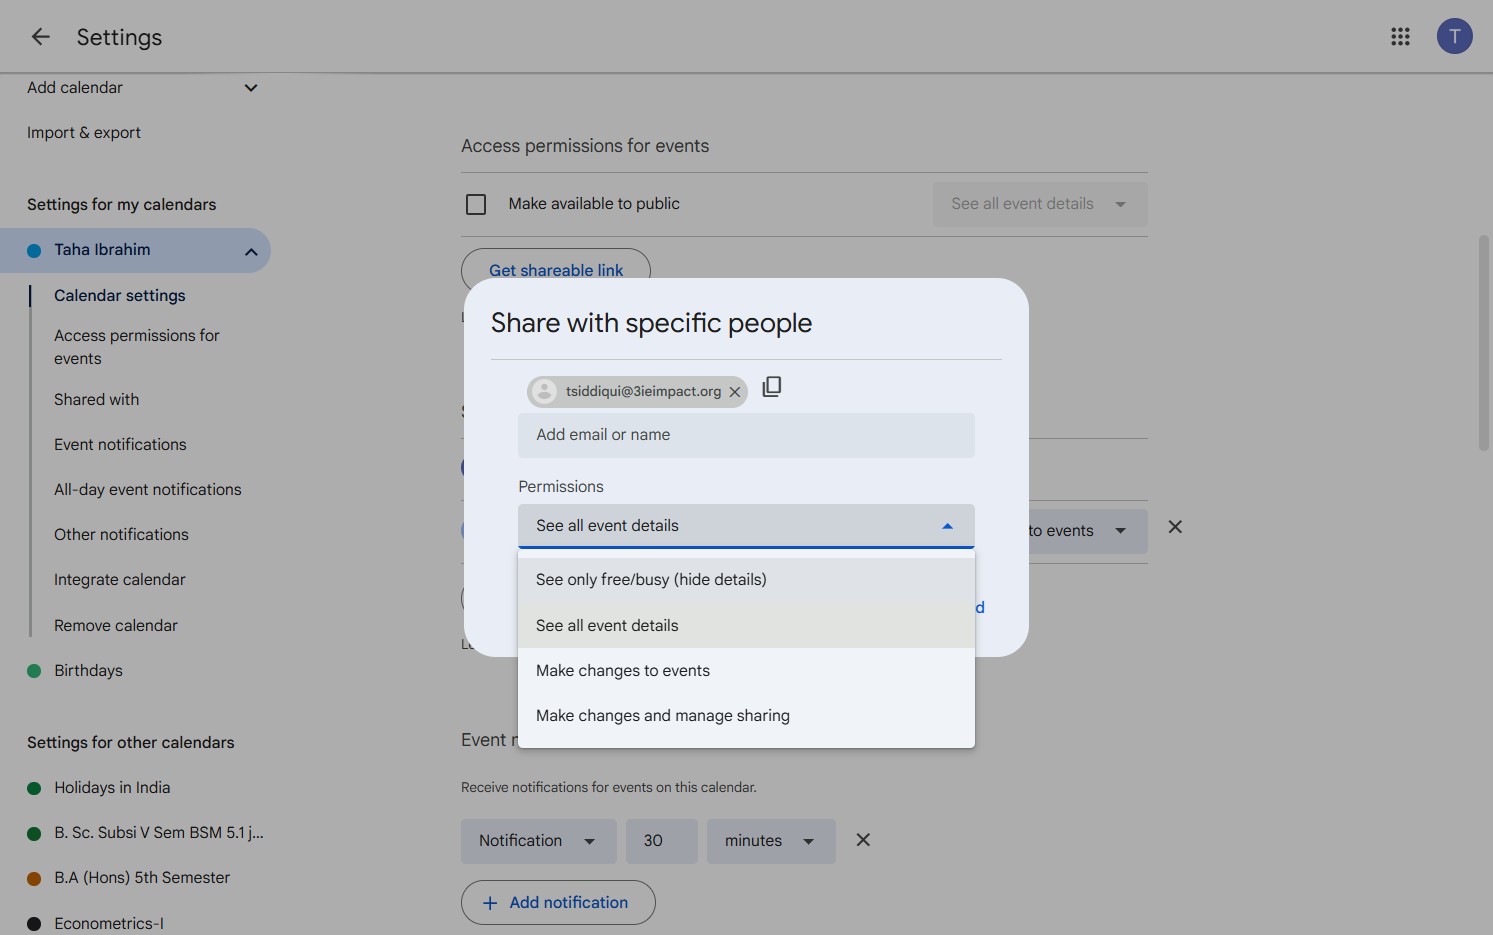 Settings
T
Add calendar
Import & export
Settings for my calendars
Taha Ibrahim
Calendar settings
Access permissions for
events
Shared with
Event notifications
All-day event notifications
Other notifications
Integrate calendar
Remove calendar
Birthdays
Settings for other calendars
Holidays in India
B. Sc. Subsi V Sem BSM 5.1 j...
B.A (Hons) 5th Semester
Econometrics-I
Access permissions for events
Make available to public
See all event details
Get shareable link
Share with specific people
tsiddiqui@3ieimpact.org
Add email or name
Permissions
See all event details
to events
See only free/busy (hide details)
See all event details
Make changes to events
Make changes and manage sharing
Event
Receive notifications for events on this calendar.
Notification
30
minutes
Add notification